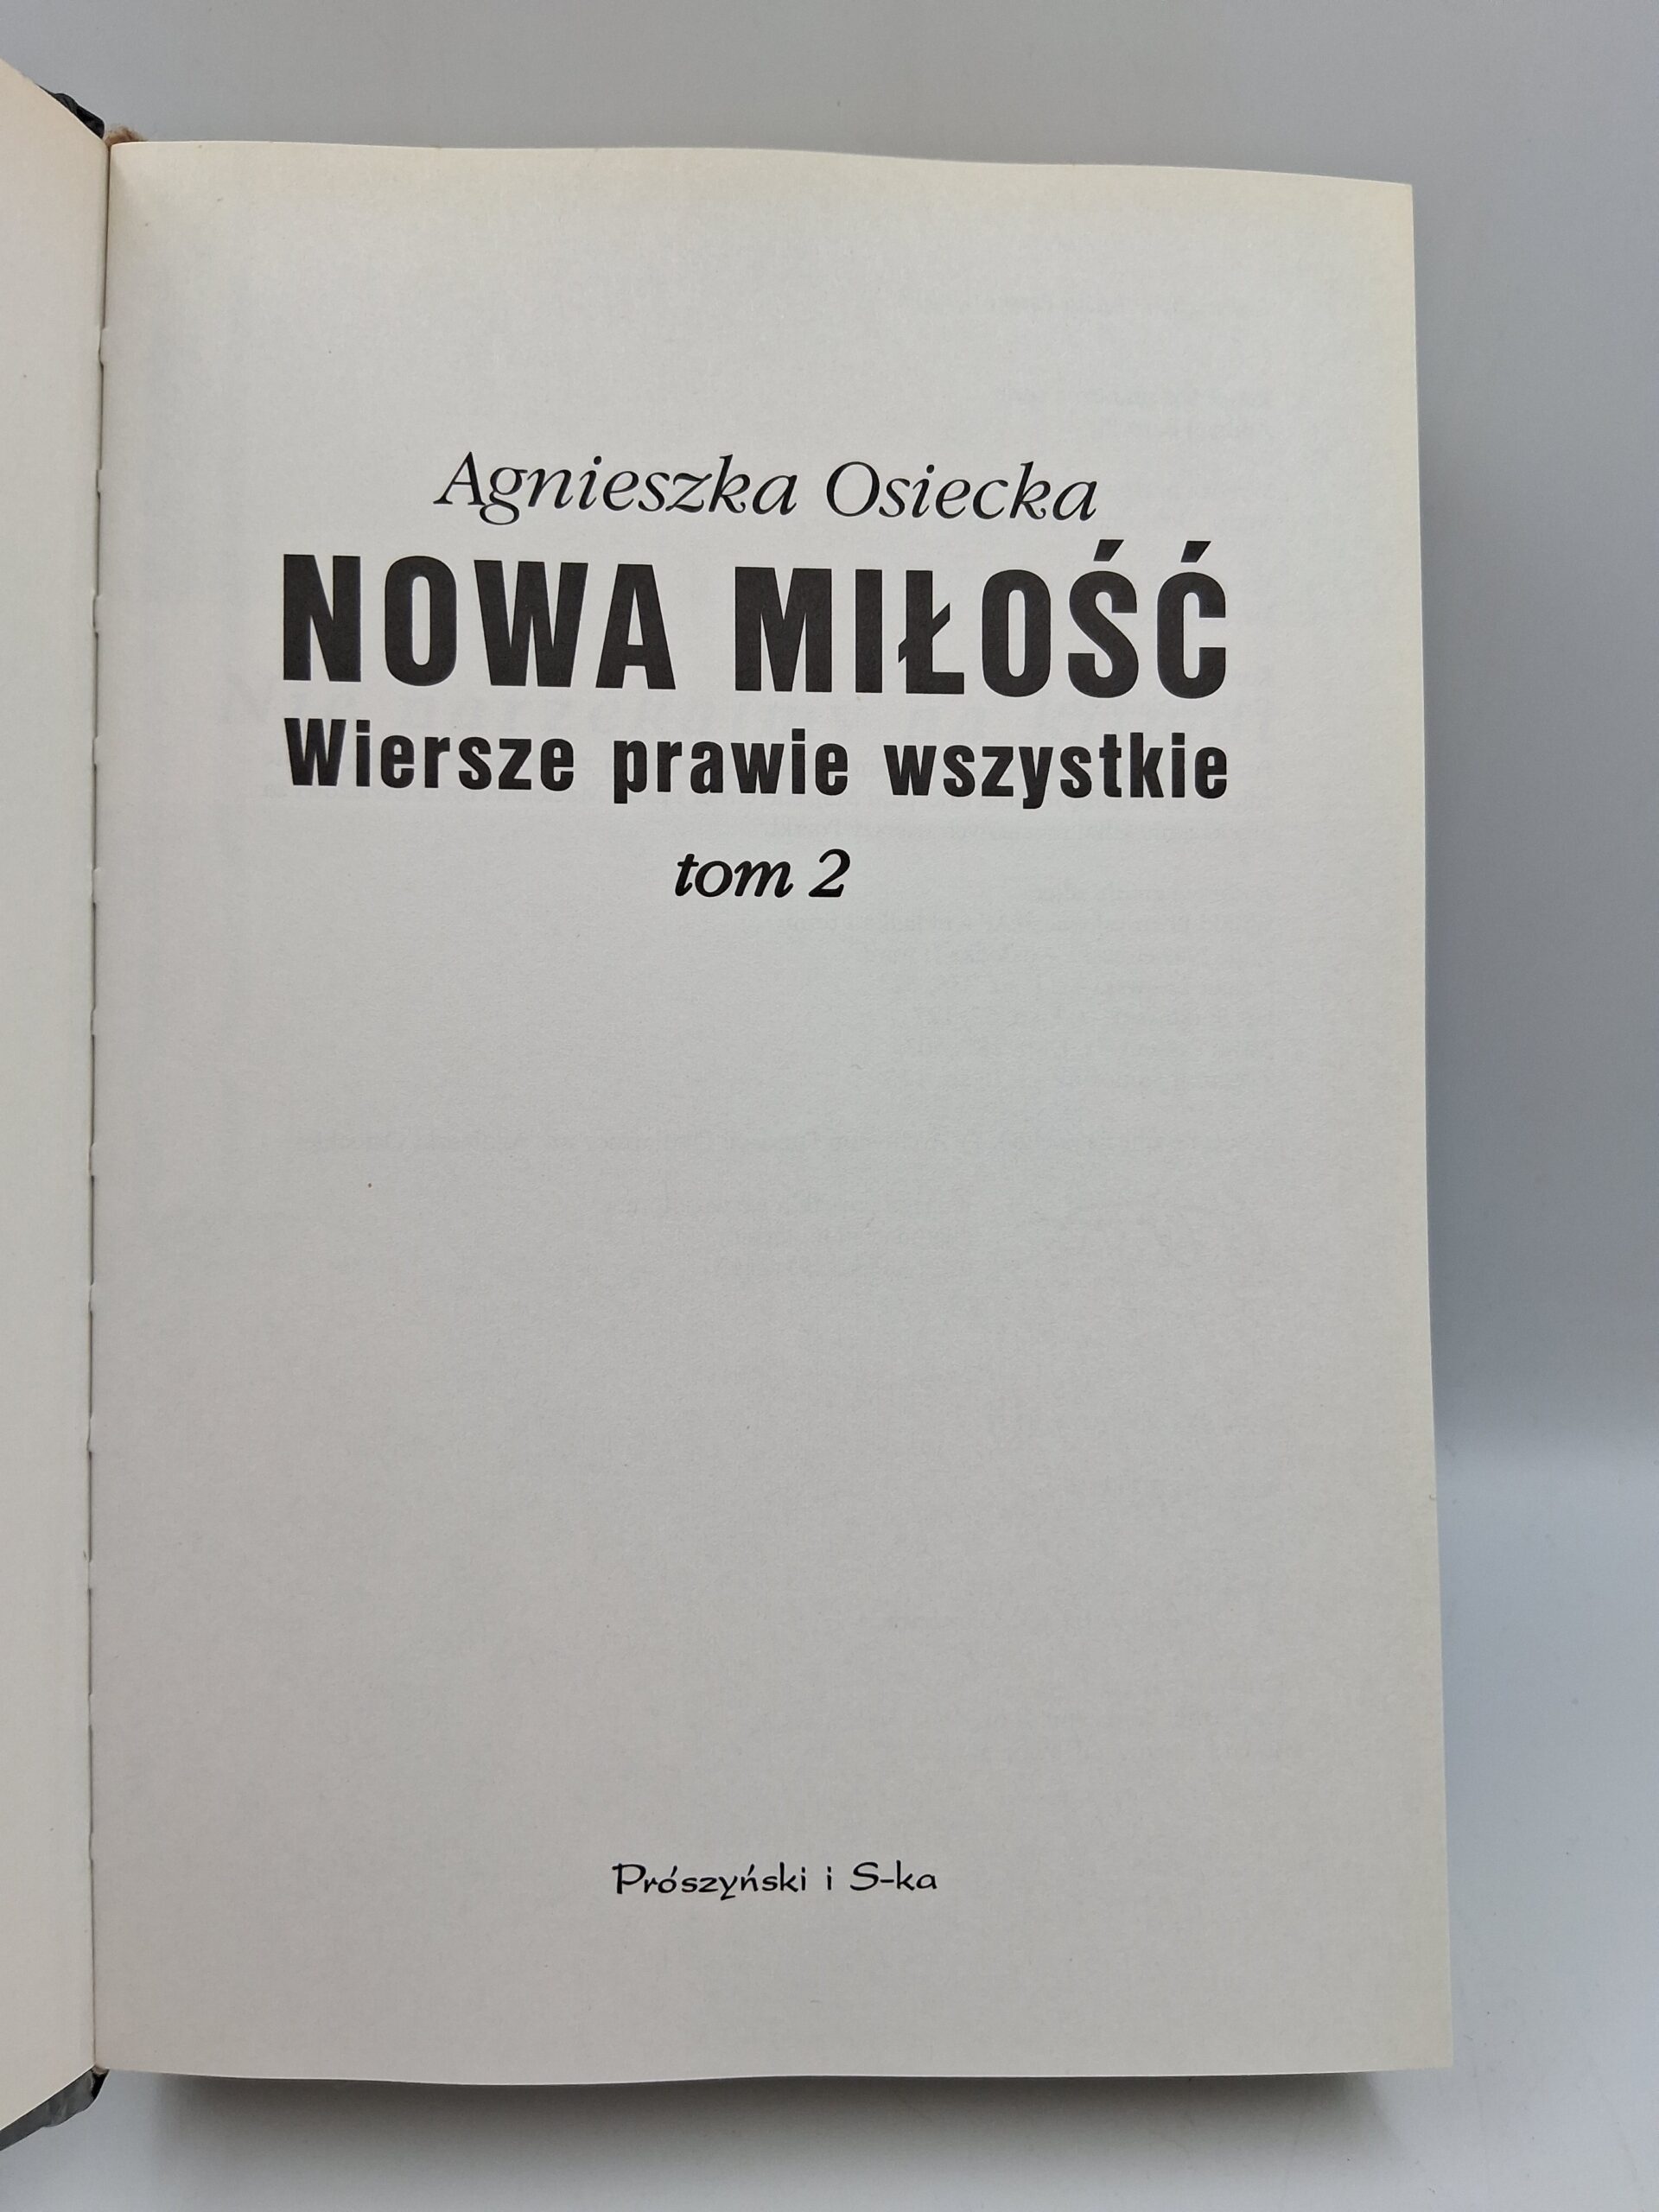 Agnieszka Osiecka
NOWA MIŁOŚĆ
Wiersze prawie wszystkie
tom 2
Prószyński i S-ka